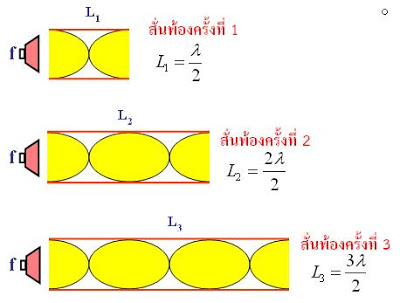 L₁
สั่นพ้องครั้งที่ 1
f
L₁ = λ/2
L₂
สั่นพ้องครั้งที่ 2
f
L₂ = 2λ/2
L₃
สั่นพ้องครั้งที่ 3
f
L₃ = 3λ/2